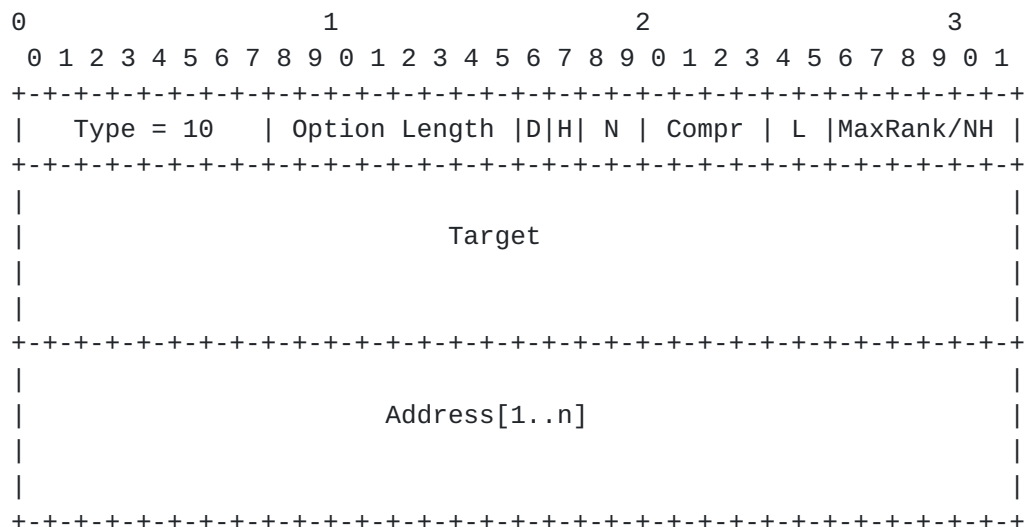 0                   1                   2                   3
 0 1 2 3 4 5 6 7 8 9 0 1 2 3 4 5 6 7 8 9 0 1 2 3 4 5 6 7 8 9 0 1
+-+-+-+-+-+-+-+-+-+-+-+-+-+-+-+-+-+-+-+-+-+-+-+-+-+-+-+-+-+-+-+-+
|   Type = 10   | Option Length |D|H| N | Compr | L |MaxRank/NH |
+-+-+-+-+-+-+-+-+-+-+-+-+-+-+-+-+-+-+-+-+-+-+-+-+-+-+-+-+-+-+-+-+
|                                                               |
|                           Target                              |
|                                                               |
|                                                               |
+-+-+-+-+-+-+-+-+-+-+-+-+-+-+-+-+-+-+-+-+-+-+-+-+-+-+-+-+-+-+-+-+
|                                                               |
|                       Address[1..n]                           |
|                                                               |
|                                                               |
+-+-+-+-+-+-+-+-+-+-+-+-+-+-+-+-+-+-+-+-+-+-+-+-+-+-+-+-+-+-+-+-+